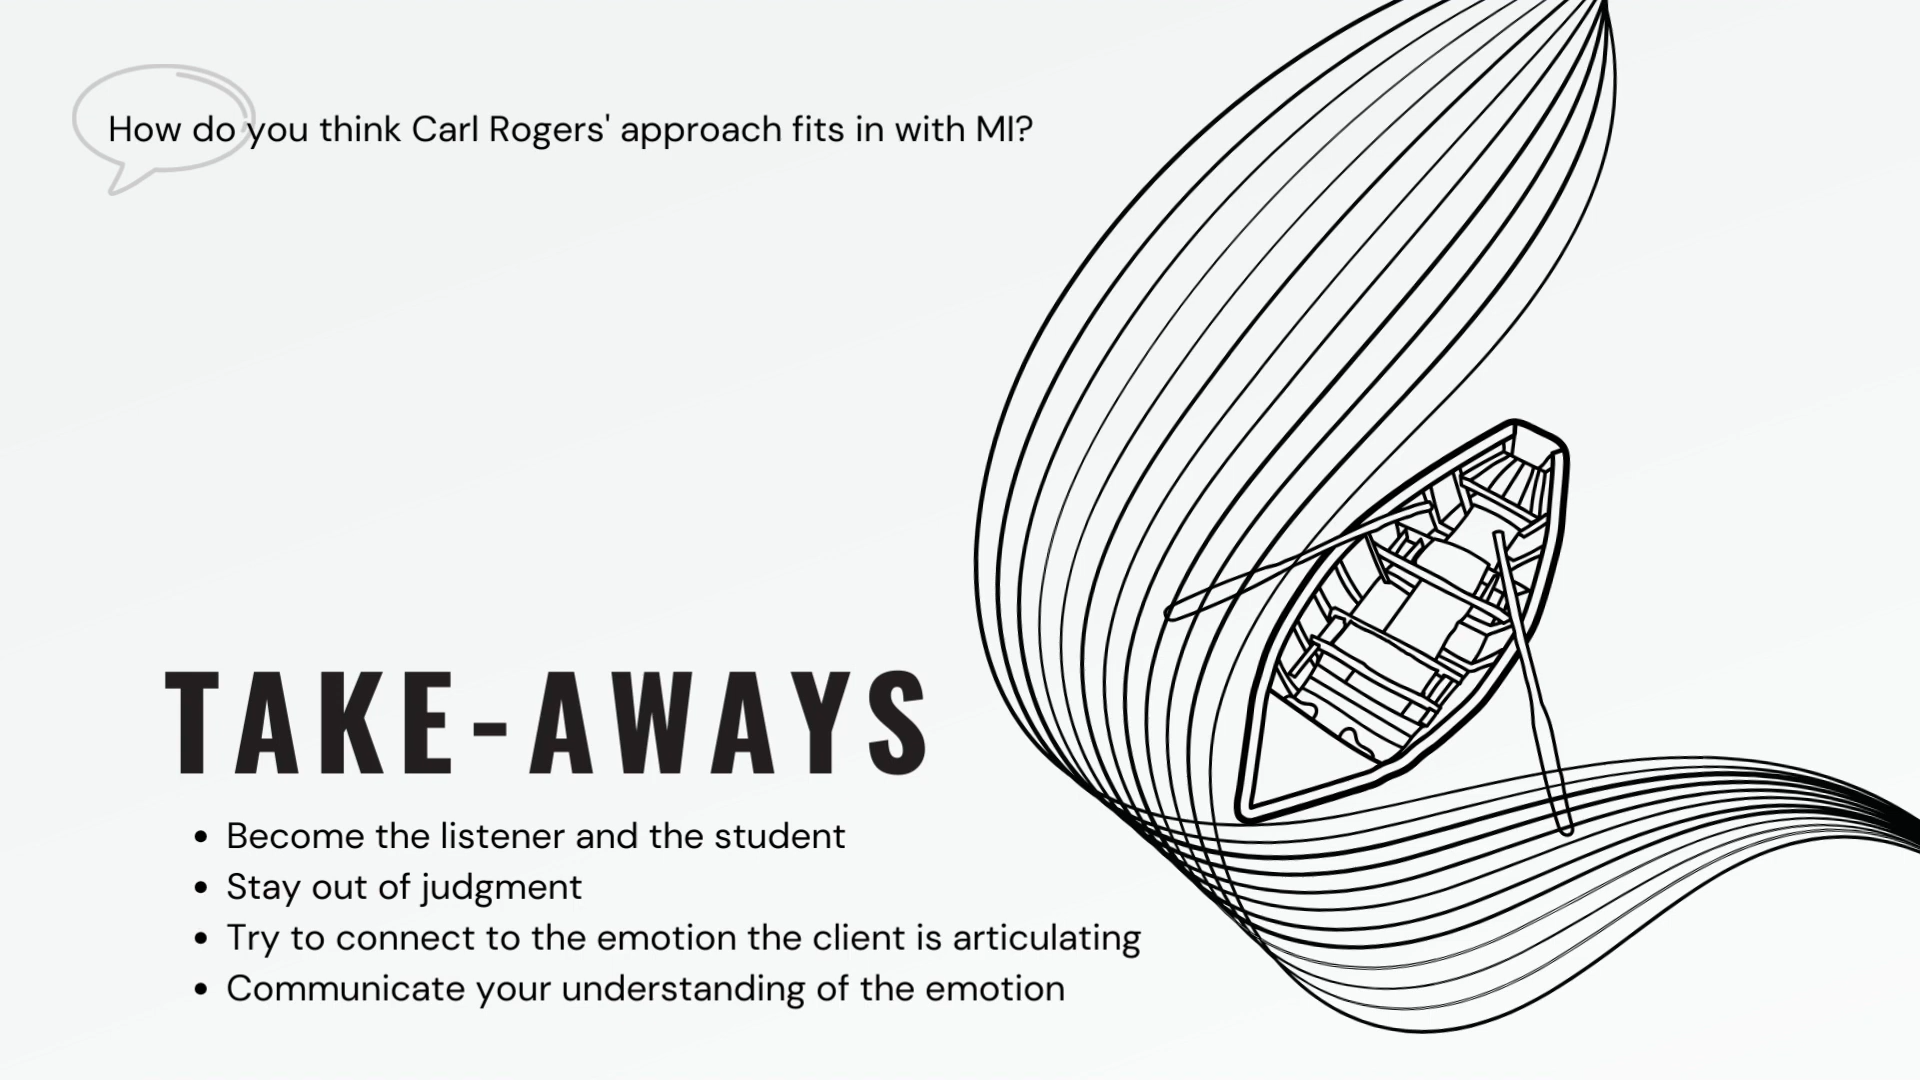 How do you think Carl Rogers' approach fits in with MI?
TAKE-AWAYS
• Become the listener and the student
• Stay out of judgment
• Try to connect to the emotion the client is articulating
• Communicate your understanding of the emotion